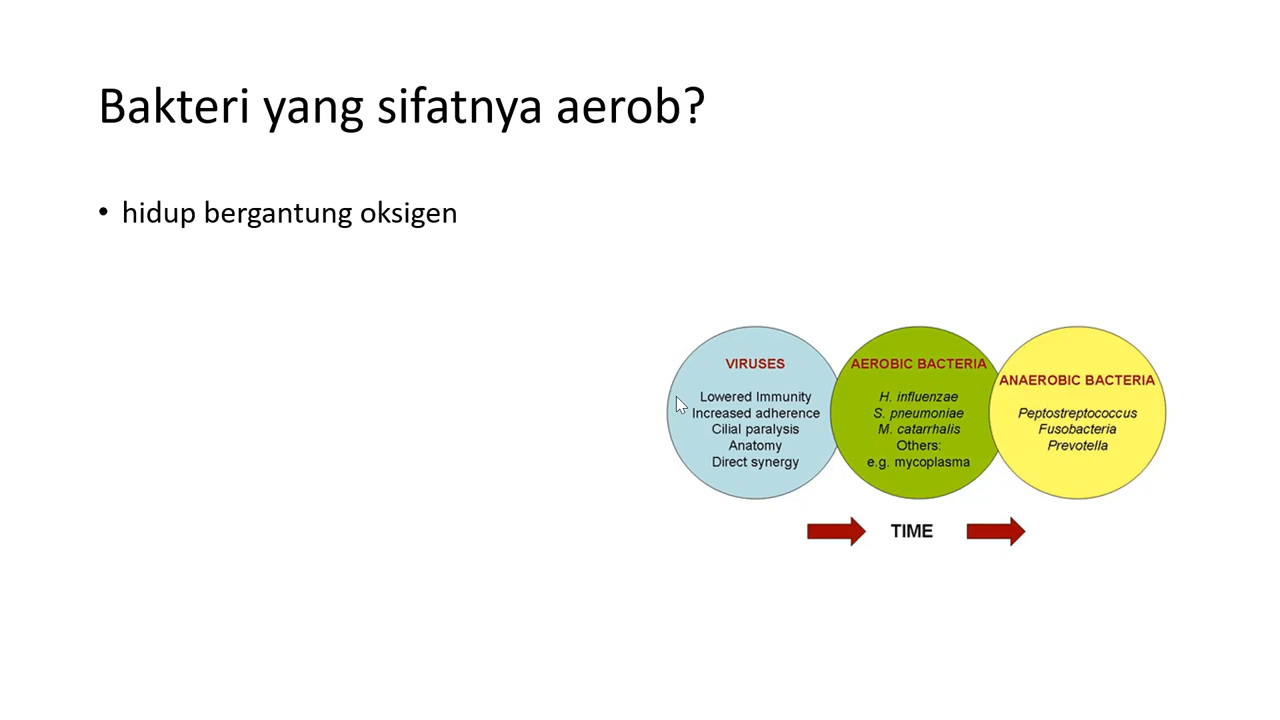 Bakteri yang sifatnya aerob?
• hidup bergantung oksigen
VIRUSES
Lowered Immunity
Increased adherence
Cilial paralysis
Anatomy
Direct synergy
AEROBIC BACTERIA
H. influenzae
S. pneumoniae
M. catarrhalis
Others:
e.g. mycoplasma
ANAEROBIC BACTERIA
Peptostreptococcus
Fusobacteria
Prevotella
TIME